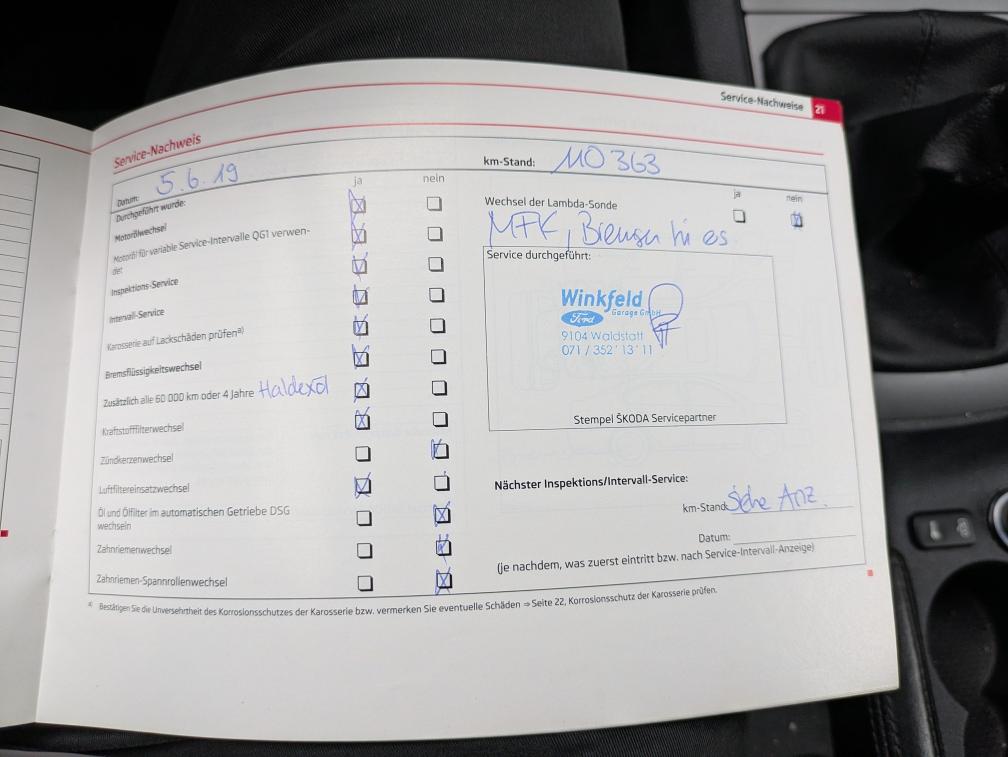 Service-Nachweise 21
Service-Nachweis
Datum: 5.6.19
km-Stand: 110363
ja nein
Durchgeführt wurde:
Motorölwechsel
Motoröl für variable Service-Intervalle QG1 verwen-
det
Inspektions-Service
Intervall-Service
Karosserie auf Lackschäden prüfen a)
Bremsflüssigkeitswechsel
Zusätzlich alle 60 000 km oder 4 Jahre Haldexöl
Kraftstofffilterwechsel
Zündkerzenwechsel
Luftfiltereinsatzwechsel
Öl und Ölfilter im automatischen Getriebe DSG
wechseln
Zahnriemenwechsel
Zahnriemen-Spannrollenwechsel
ja nein
Wechsel der Lambda-Sonde
MFK, Bremsen hi es
Service durchgeführt:
Winkfeld
Garage GmbH
Ford
9104 Waldstatt
071 / 352 13 11
Stempel ŠKODA Servicepartner
Nächster Inspektions/Intervall-Service:
km-Stand: Siehe Anz.
Datum:
(je nachdem, was zuerst eintritt bzw. nach Service-Intervall-Anzeige)
a) Bestätigen Sie die Unversehrtheit des Korrosionsschutzes der Karosserie bzw. vermerken Sie eventuelle Schäden ⇒ Seite 22, Korrosionsschutz der Karosserie prüfen.